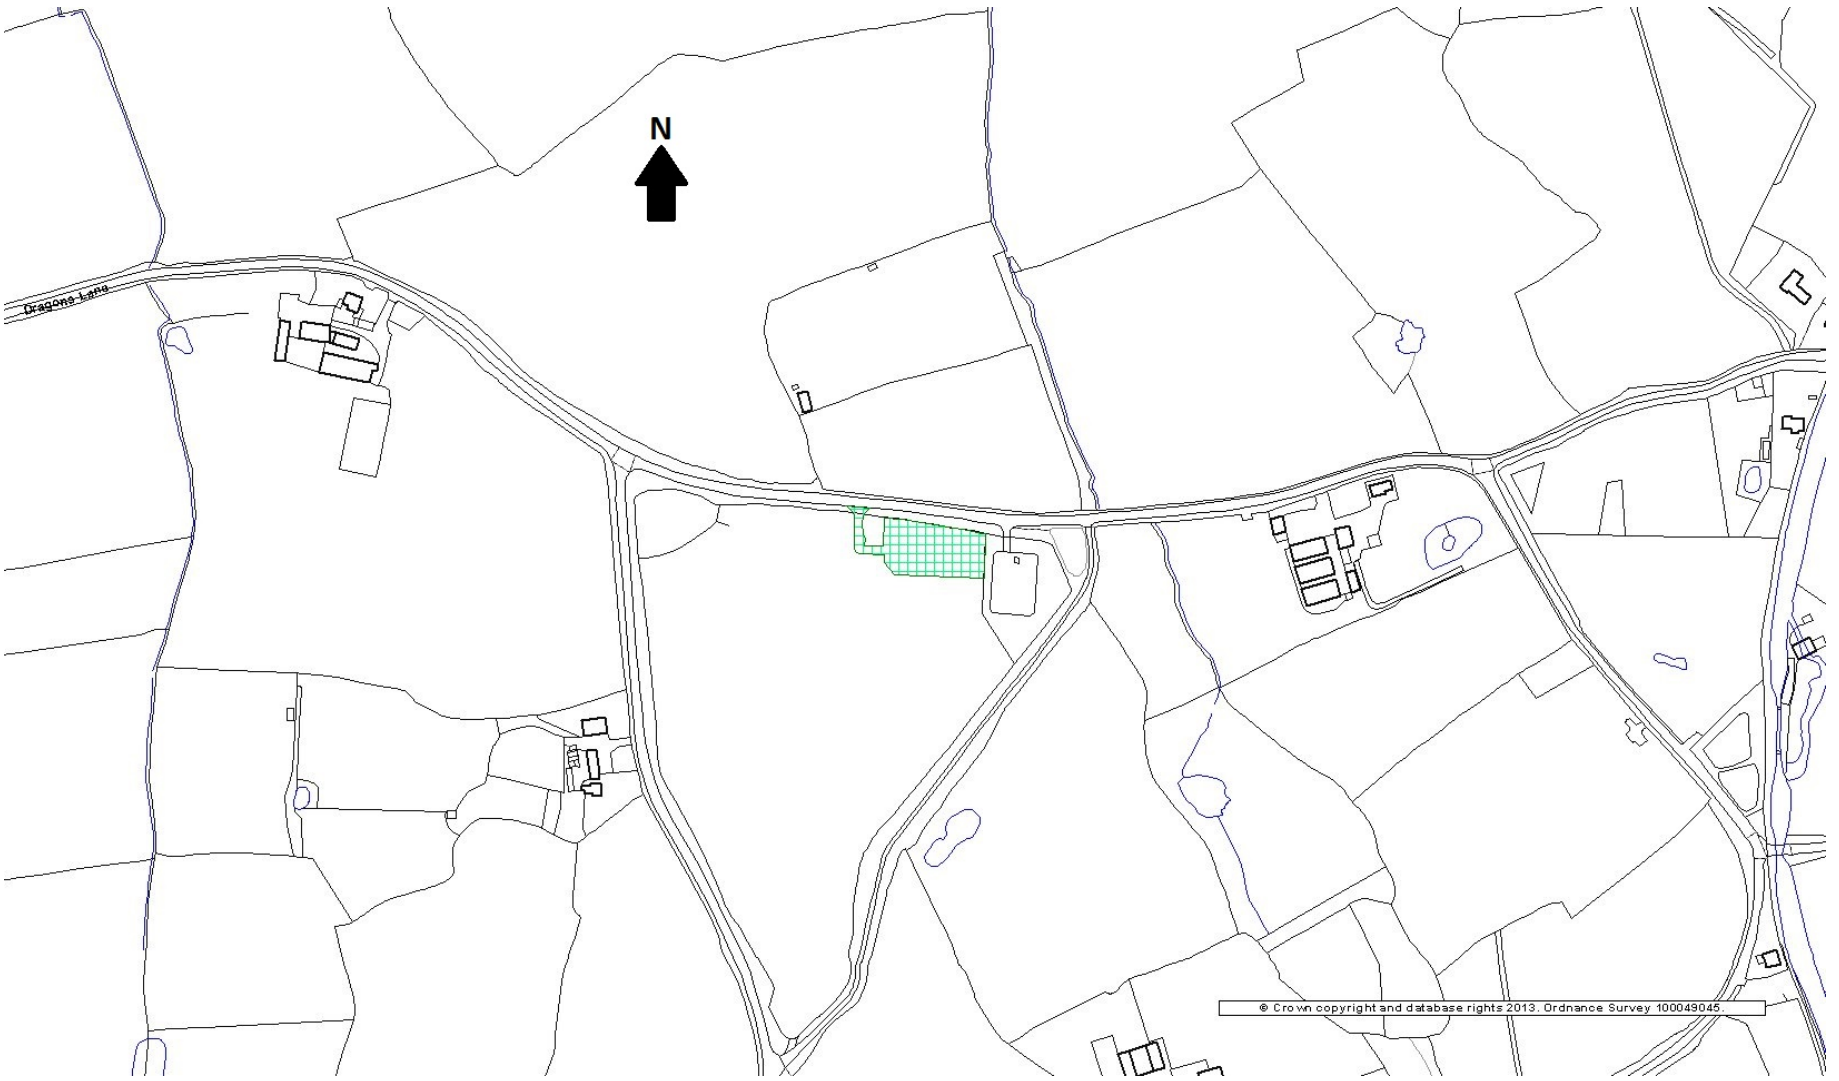 N
Dragons Lane
© Crown copyright and database rights 2013. Ordnance Survey 100049045.